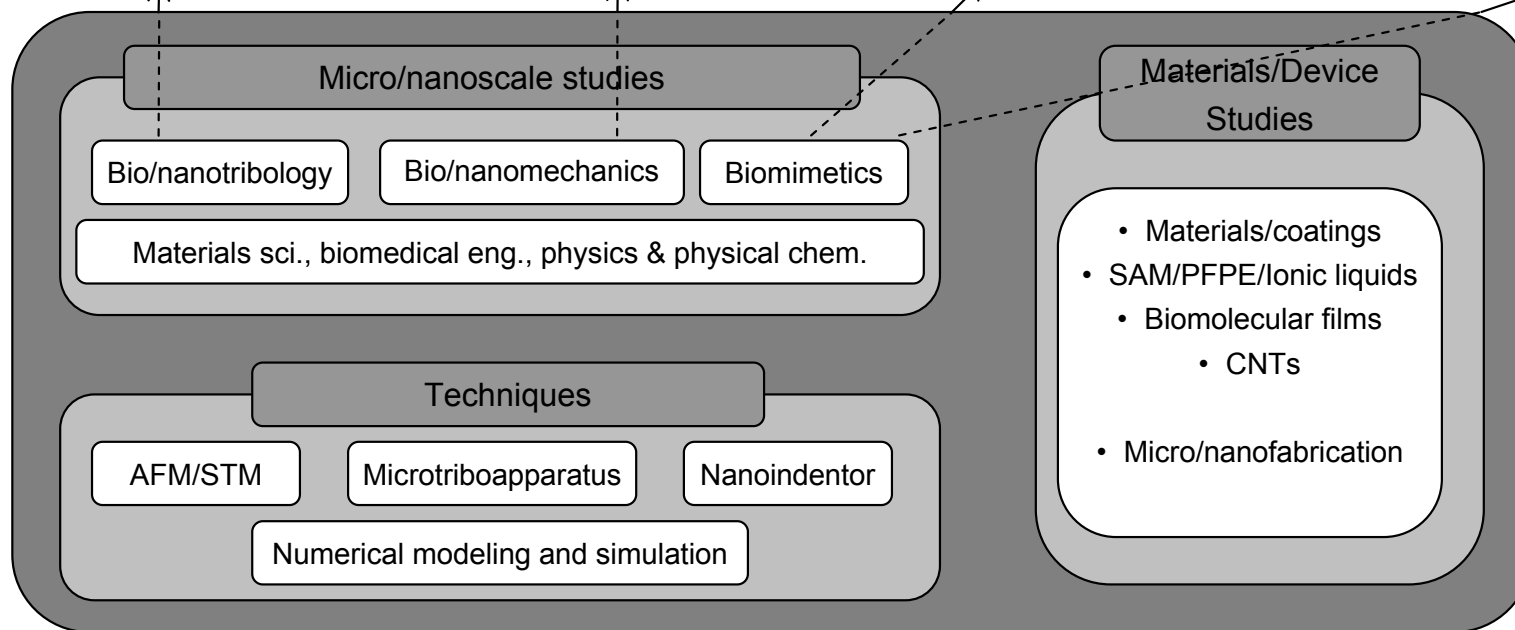 Micro/nanoscale studies
Bio/nanotribology
Bio/nanomechanics
Biomimetics
Materials sci., biomedical eng., physics & physical chem.
Techniques
AFM/STM
Microtriboapparatus
Nanoindentor
Numerical modeling and simulation
Materials/Device
Studies
• Materials/coatings
• SAM/PFPE/Ionic liquids
• Biomolecular films
• CNTs
• Micro/nanofabrication